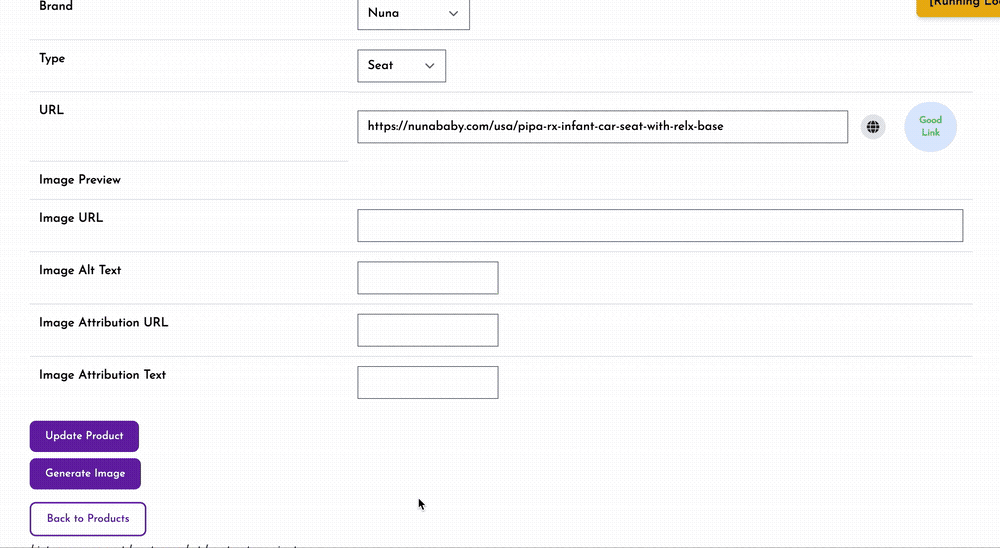 [Running Lo
Brand
Nuna
Type
Seat
URL
https://nunababy.com/usa/pipa-rx-infant-car-seat-with-relx-base
Good
Link
Image Preview
Image URL
Image Alt Text
Image Attribution URL
Image Attribution Text
Update Product
Generate Image
Back to Products